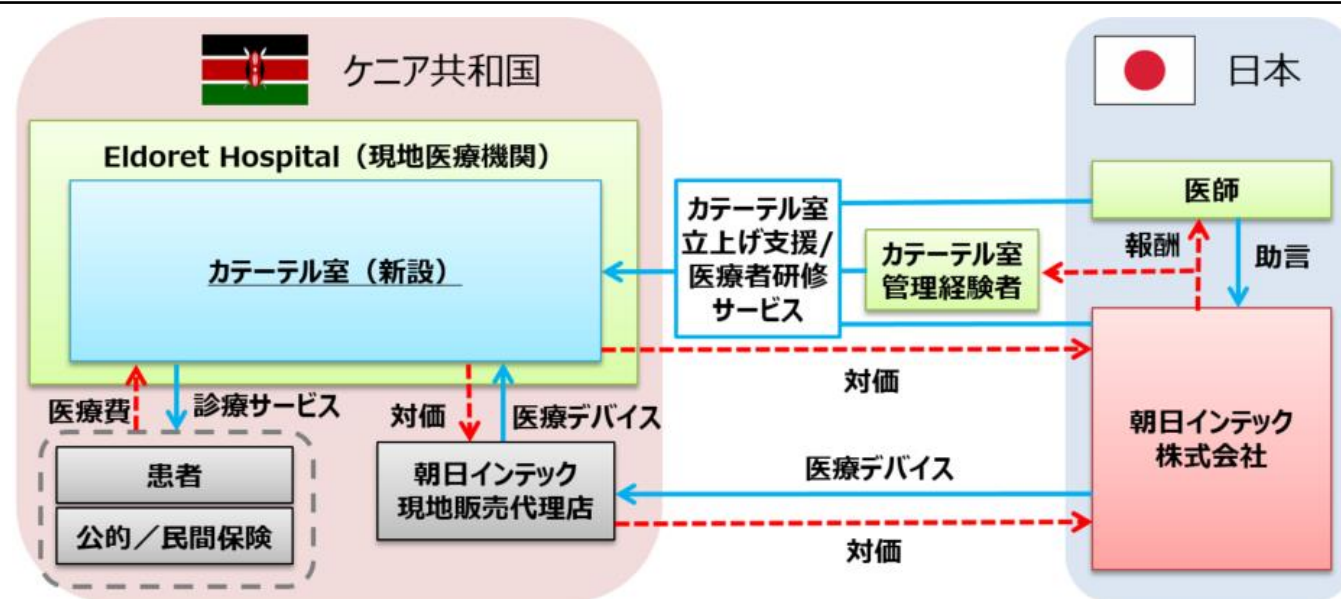 ケニア共和国
日本
Eldoret Hospital（現地医療機関）
カテーテル室（新設）
カテーテル室
立上げ支援/
医療者研修
サービス
カテーテル室
管理経験者
医師
報酬
助言
対価
医療費
診療サービス
対価
医療デバイス
患者
公的／民間保険
朝日インテック
現地販売代理店
医療デバイス
対価
朝日インテック
株式会社